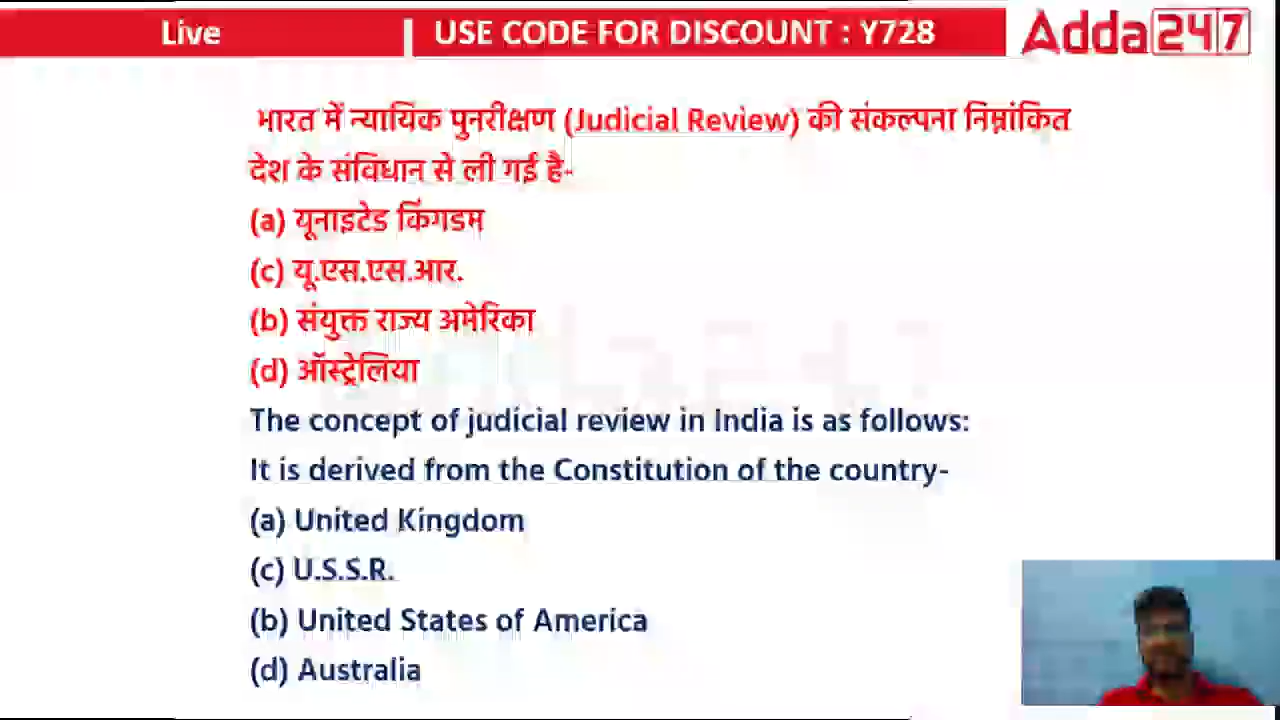 Live
USE CODE FOR DISCOUNT : Y728
Adda247
भारत में न्यायिक पुनरीक्षण (Judicial Review) की संकल्पना निम्नांकित
देश के संविधान से ली गई है-
(a) यूनाइटेड किंगडम
(c) यू.एस.एस.आर.
(b) संयुक्त राज्य अमेरिका
(d) ऑस्ट्रेलिया
The concept of judicial review in India is as follows:
It is derived from the Constitution of the country-
(a) United Kingdom
(c) U.S.S.R.
(b) United States of America
(d) Australia